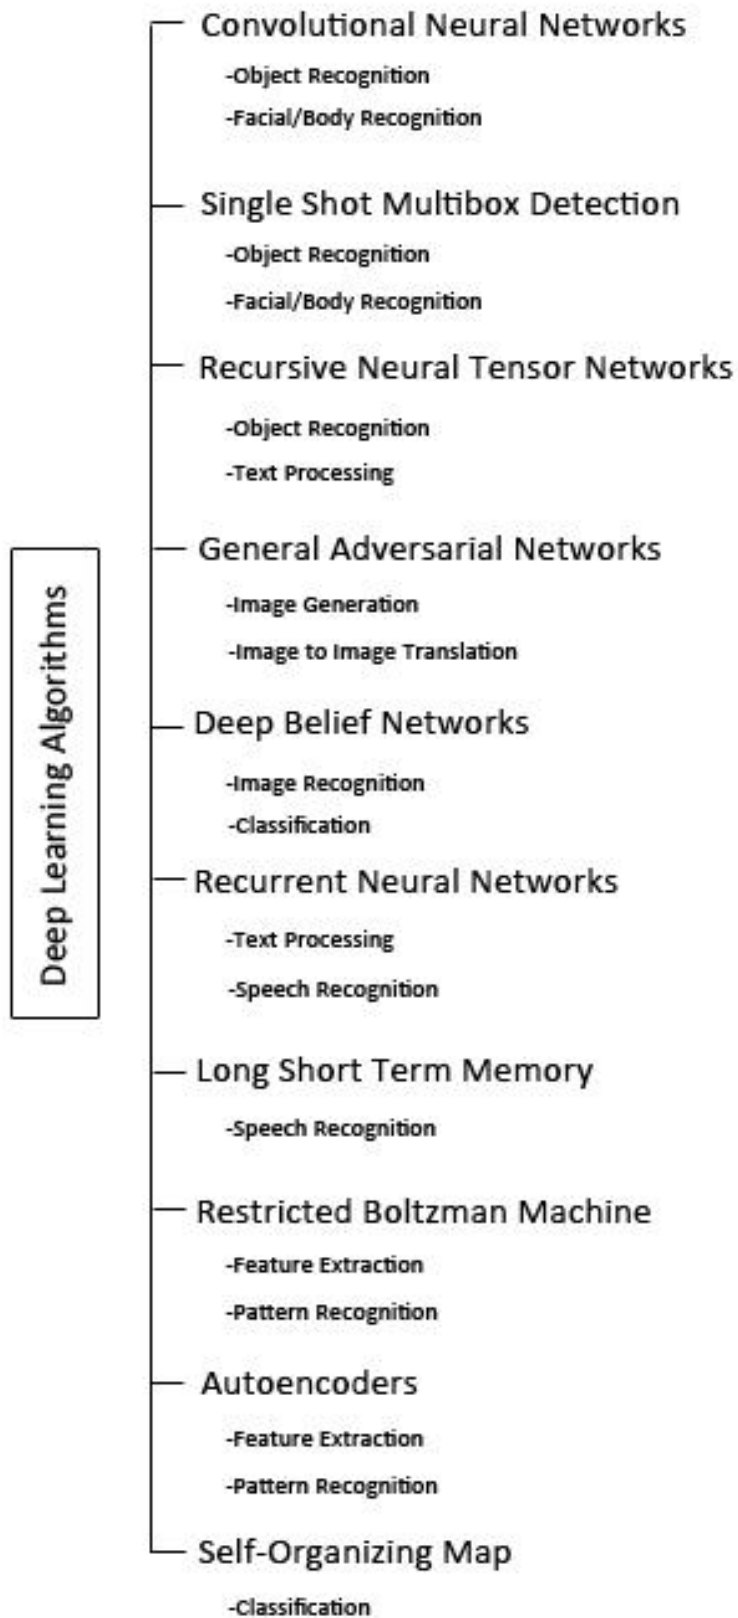 Deep Learning Algorithms
Convolutional Neural Networks
-Object Recognition
-Facial/Body Recognition
Single Shot Multibox Detection
-Object Recognition
-Facial/Body Recognition
Recursive Neural Tensor Networks
-Object Recognition
-Text Processing
General Adversarial Networks
-Image Generation
-Image to Image Translation
Deep Belief Networks
-Image Recognition
-Classification
Recurrent Neural Networks
-Text Processing
-Speech Recognition
Long Short Term Memory
-Speech Recognition
Restricted Boltzman Machine
-Feature Extraction
-Pattern Recognition
Autoencoders
-Feature Extraction
-Pattern Recognition
Self-Organizing Map
-Classification